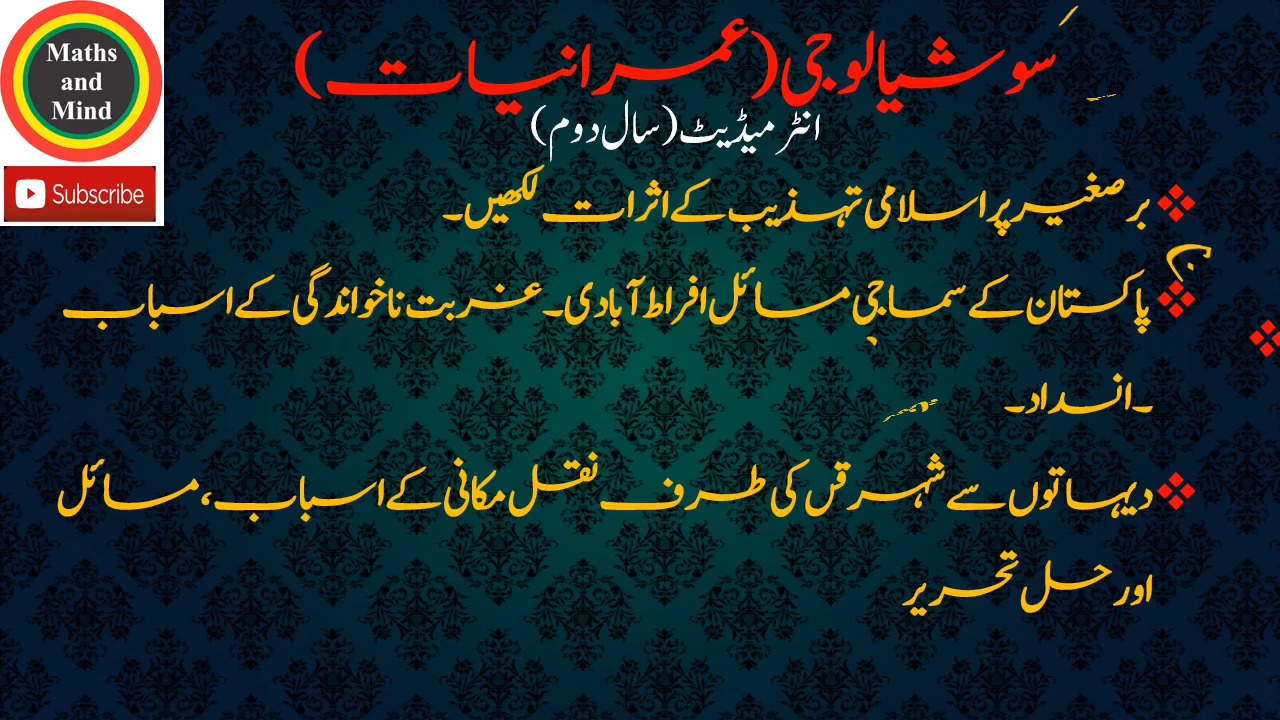 Maths
and
Mind
Subscribe
سوشیالوجی(عمرانیات)
انٹرمیڈیٹ(سال دوم)
برصغیر پر اسلامی تہذیب کے اثرات لکھیں۔
پاکستان کے سماجی مسائل افراط آبادی۔ غربت ناخواندگی کے اسباب
۔انسداد۔
دیہاتوں سے شہرقں کی طرف نقل مکانی کے اسباب، مسائل
اور حل تحریر